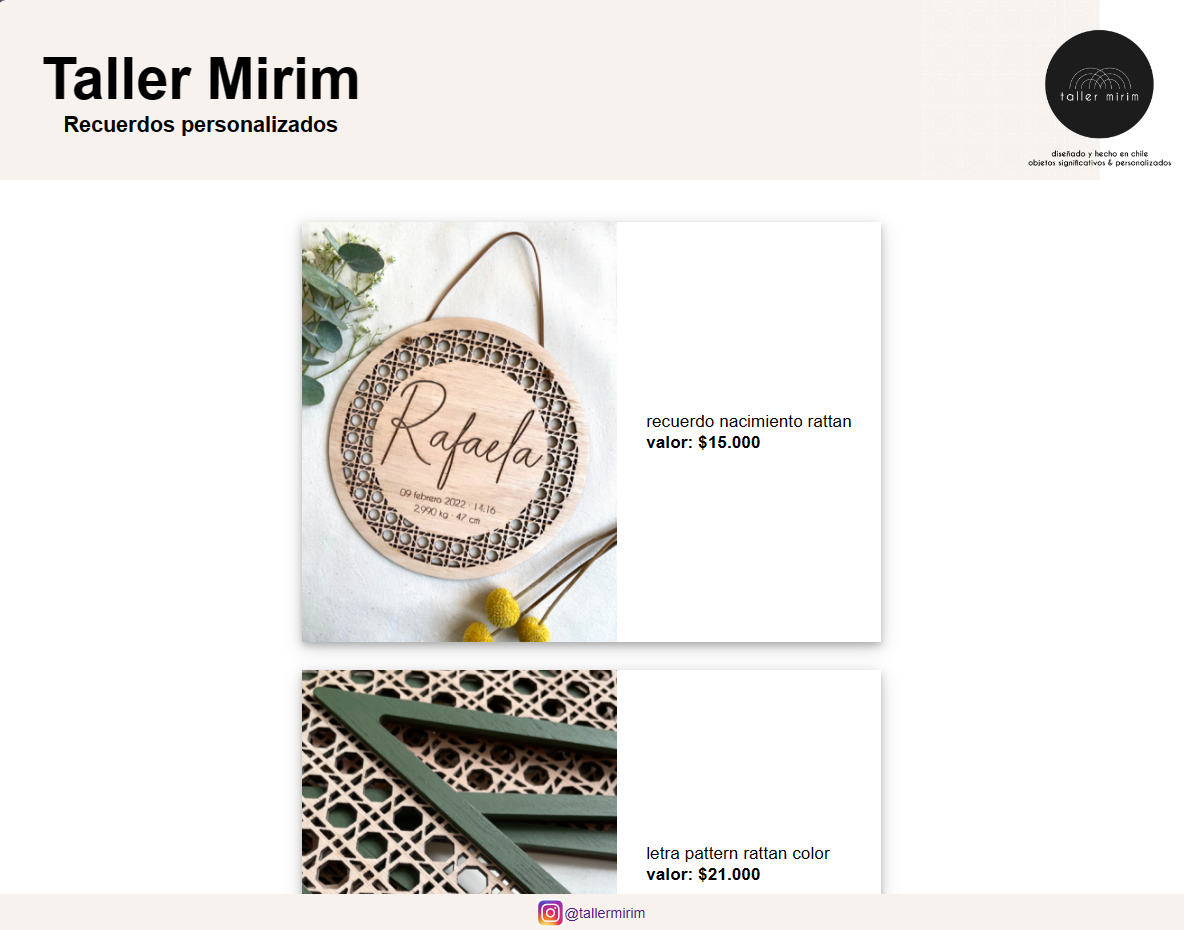 Taller Mirim
Recuerdos personalizados
taller mirim
diseñado y hecho en chile
objetos significativos & personalizados
Rafaela
09 febrero 2022 · 14:16
2,990 kg · 47 cm
recuerdo nacimiento rattan
valor: $15.000
letra pattern rattan color
valor: $21.000
@tallermirim